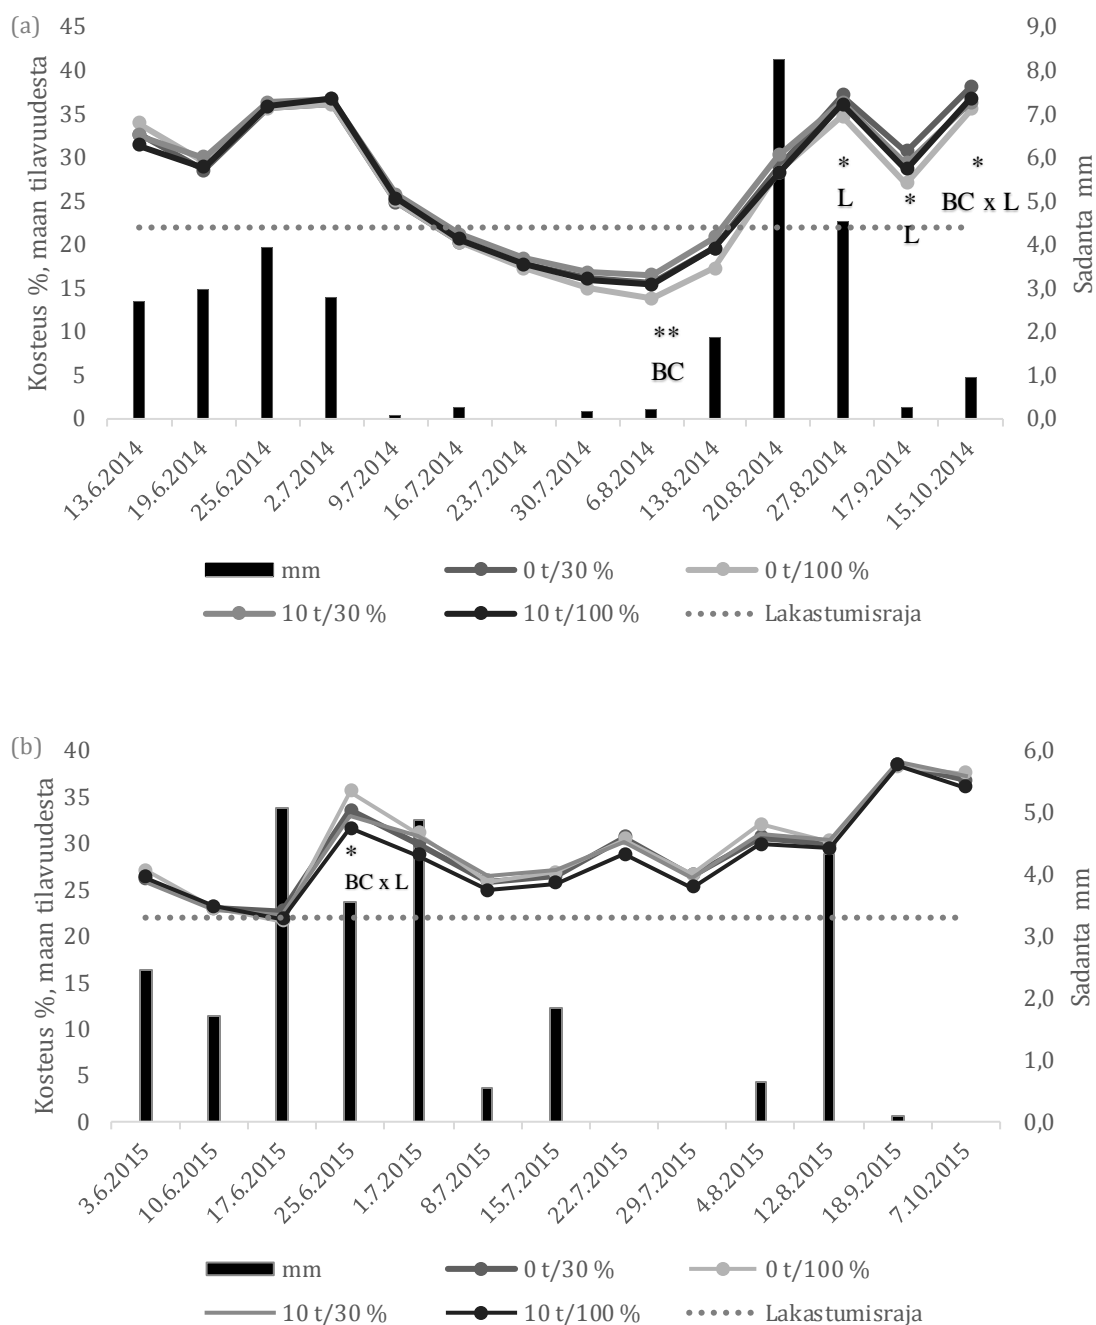 (a)
Kosteus %, maan tilavuudesta
45
40
35
30
25
20
15
10
5
0
9,0
8,0
7,0
6,0
5,0
4,0
3,0
2,0
1,0
0,0
Sadanta mm
*
L
*
L
*
BC x L
**
BC
13.6.2014
19.6.2014
25.6.2014
2.7.2014
9.7.2014
16.7.2014
23.7.2014
30.7.2014
6.8.2014
13.8.2014
20.8.2014
27.8.2014
17.9.2014
15.10.2014
mm
0 t/30 %
0 t/100 %
10 t/30 %
10 t/100 %
Lakastumisraja
(b)
Kosteus %, maan tilavuudesta
40
35
30
25
20
15
10
5
0
6,0
5,0
4,0
3,0
2,0
1,0
0,0
Sadanta mm
*
BC x L
3.6.2015
10.6.2015
17.6.2015
25.6.2015
1.7.2015
8.7.2015
15.7.2015
22.7.2015
29.7.2015
4.8.2015
12.8.2015
18.9.2015
7.10.2015
mm
0 t/30 %
0 t/100 %
10 t/30 %
10 t/100 %
Lakastumisraja